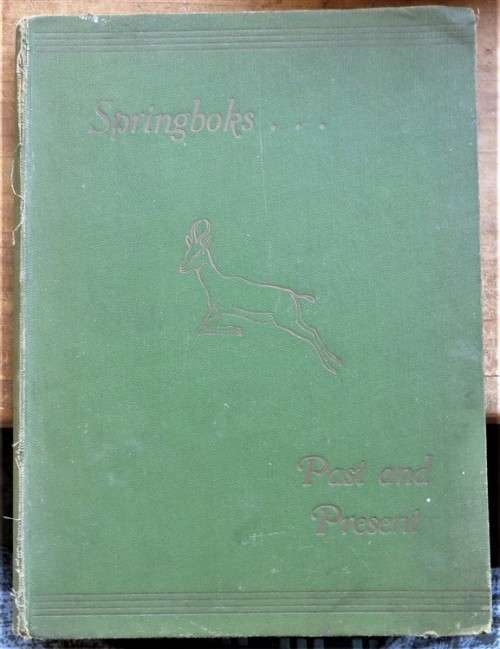 Springboks...
Past and
Present